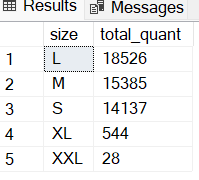 Results Messages
size total_quant
1 L 18526
2 M 15385
3 S 14137
4 XL 544
5 XXL 28